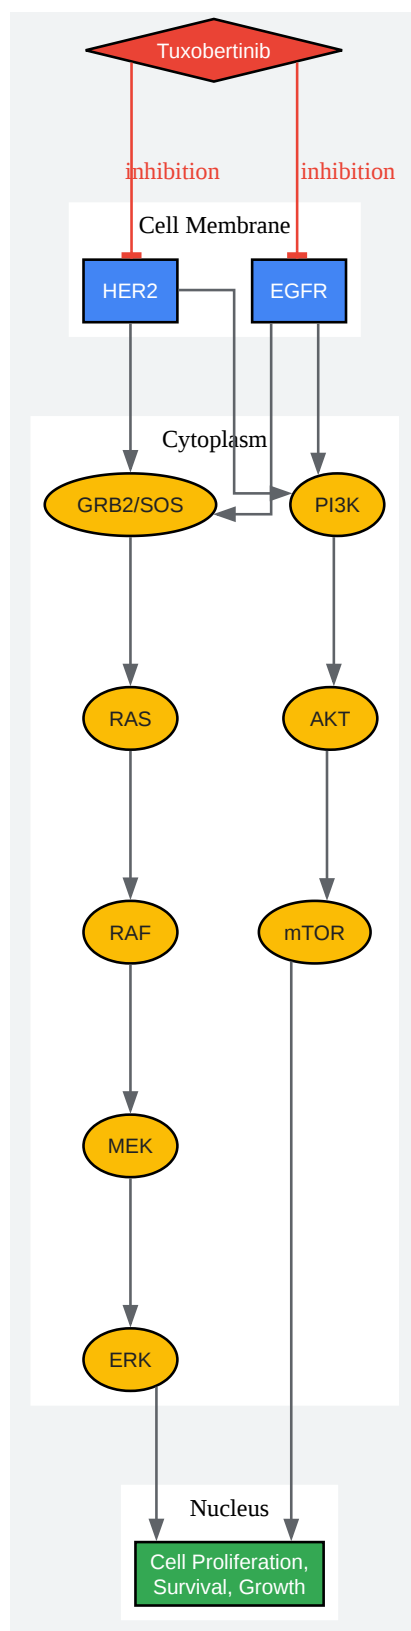 Tuxobertinib
inhibition
inhibition
Cell Membrane
HER2
EGFR
Cytoplasm
GRB2/SOS
PI3K
RAS
AKT
RAF
mTOR
MEK
ERK
Nucleus
Cell Proliferation,
Survival, Growth